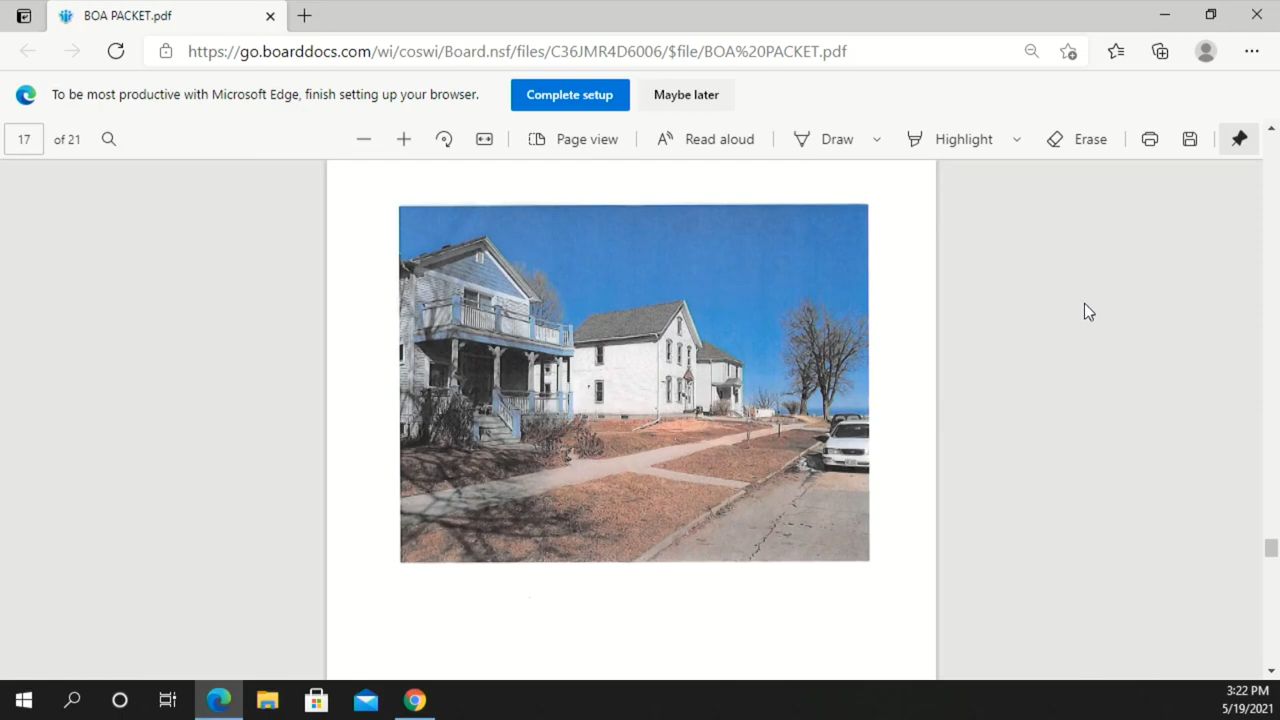 BOA PACKET.pdf
https://go.boarddocs.com/wi/coswi/Board.nsf/files/C36JMR4D6006/$file/BOA%20PACKET.pdf
To be most productive with Microsoft Edge, finish setting up your browser.
Complete setup
Maybe later
17 of 21
Page view
Read aloud
Draw
Highlight
Erase
3:22 PM
5/19/2021